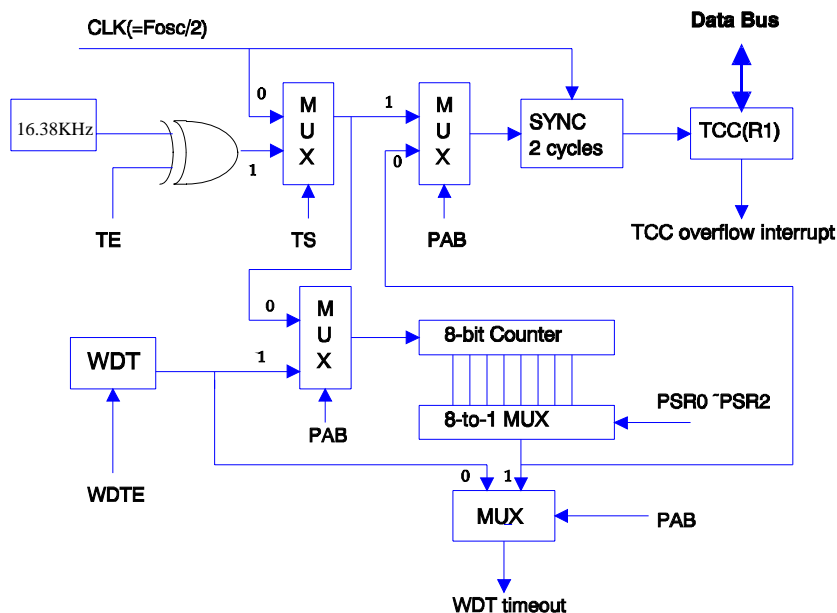 CLK(=Fosc/2)
Data Bus
0
M
U
X
1
M
U
X
16.38KHz
SYNC
2 cycles
TCC(R1)
1
0
TE
TS
PAB
TCC overflow interrupt
0
M
U
X
8-bit Counter
WDT
1
PSR0 ~PSR2
8-to-1 MUX
PAB
0
1
WDTE
MUX
PAB
WDT timeout